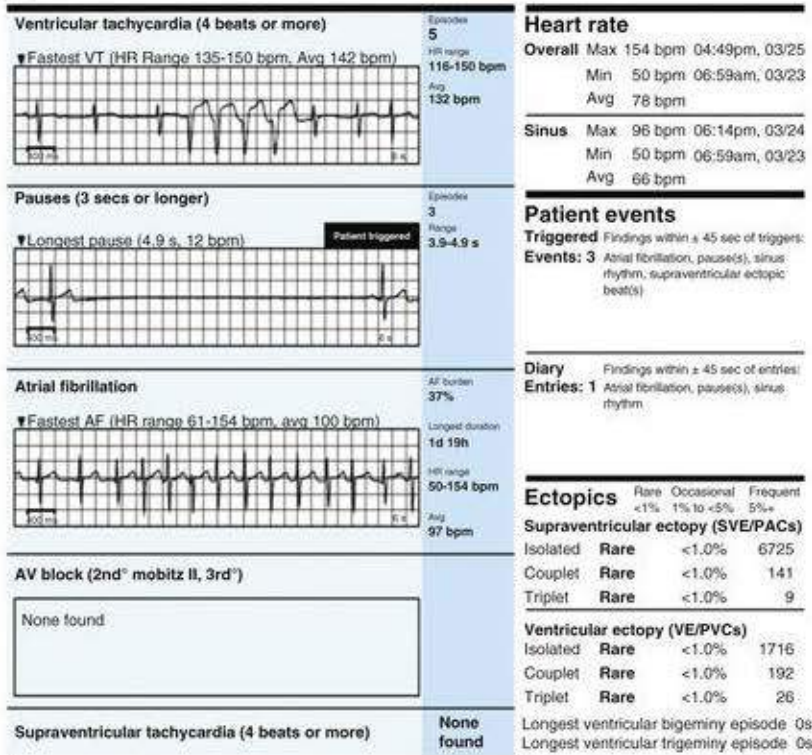 Ventricular tachycardia (4 beats or more)
▼Fastest VT (HR Range 135-150 bpm, Avg 142 bpm)
400 ms
6 s
Episodes
5
HR range
116-150 bpm
Avg
132 bpm
Pauses (3 secs or longer)
▼Longest pause (4.9 s, 12 bpm)
Patient triggered
400 ms
6 s
Episodes
3
Range
3.9-4.9 s
Atrial fibrillation
▼Fastest AF (HR range 61-154 bpm, avg 100 bpm)
400 ms
6 s
AF burden
37%
Longest duration
1d 19h
HR range
50-154 bpm
Avg
97 bpm
AV block (2nd° mobitz II, 3rd°)
None found
Supraventricular tachycardia (4 beats or more)
None
found
Heart rate
Overall Max 154 bpm 04:49pm, 03/25
Min 50 bpm 06:59am, 03/23
Avg 78 bpm
Sinus Max 96 bpm 06:14pm, 03/24
Min 50 bpm 06:59am, 03/23
Avg 66 bpm
Patient events
Triggered Findings within ± 45 sec of triggers:
Events: 3 Atrial fibrillation, pause(s), sinus
rhythm, supraventricular ectopic
beat(s)
Diary Findings within ± 45 sec of entries:
Entries: 1 Atrial fibrillation, pause(s), sinus
rhythm
Ectopics Rare Occasional Frequent
<1% 1% to <5% 5%+
Supraventricular ectopy (SVE/PACs)
Isolated Rare <1.0% 6725
Couplet Rare <1.0% 141
Triplet Rare <1.0% 9
Ventricular ectopy (VE/PVCs)
Isolated Rare <1.0% 1716
Couplet Rare <1.0% 192
Triplet Rare <1.0% 26
Longest ventricular bigeminy episode 0s
Longest ventricular trigeminy episode 0s